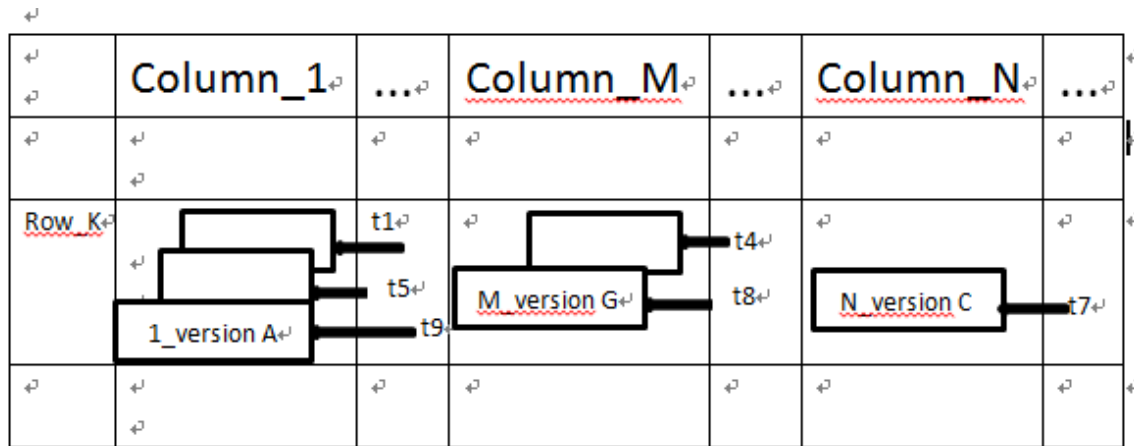 Column_1 ... Column_M ... Column_N ...
Row_K t1
t4
t5 M_version G t8 N_version C t7
1_version A t9